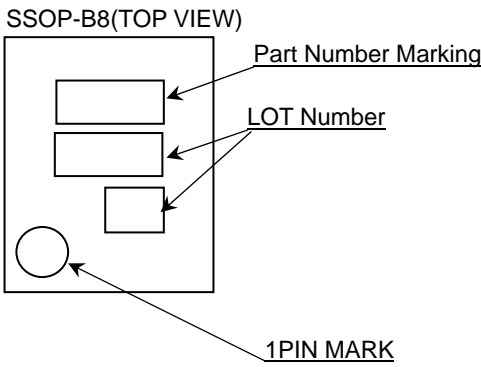 SSOP-B8(TOP VIEW)
Part Number Marking
LOT Number
1PIN MARK